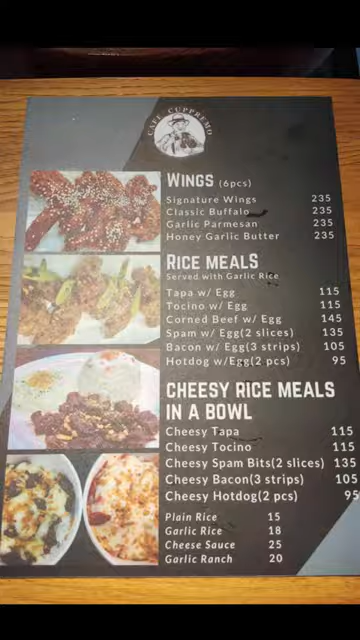 CAFE CUPPREMO
WINGS (6pcs)
Signature Wings 235
Classic Buffalo 235
Garlic Parmesan 235
Honey Garlic Butter 235
RICE MEALS
Served with Garlic Rice
Tapa w/ Egg 115
Tocino w/ Egg 115
Corned Beef w/ Egg 145
Spam w/ Egg(2 slices) 135
Bacon w/Egg(3 strips) 105
Hotdog w/Egg(2 pcs) 95
CHEESY RICE MEALS
IN A BOWL
Cheesy Tapa 115
Cheesy Tocino 115
Cheesy Spam Bits(2 slices) 135
Cheesy Bacon(3 strips) 105
Cheesy Hotdog(2 pcs) 95
Plain Rice 15
Garlic Rice 18
Cheese Sauce 25
Garlic Ranch 20